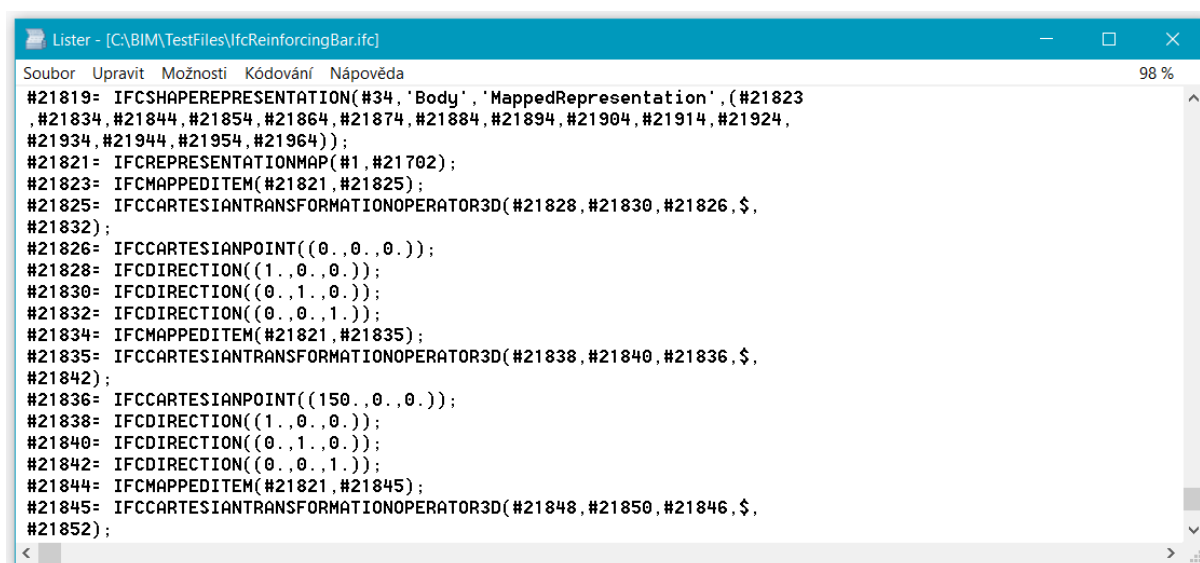 Lister - [C:\BIM\TestFiles\IfcReinforcingBar.ifc]
Soubor Upravit Možnosti Kódování Nápověda 98 %
#21819= IFCSHAPEREPRESENTATION(#34,'Body','MappedRepresentation',(#21823
,#21834,#21844,#21854,#21864,#21874,#21884,#21894,#21904,#21914,#21924,
#21934,#21944,#21954,#21964));
#21821= IFCREPRESENTATIONMAP(#1,#21702);
#21823= IFCMAPPEDITEM(#21821,#21825);
#21825= IFCCARTESIANTRANSFORMATIONOPERATOR3D(#21828,#21830,#21826,$,
#21832);
#21826= IFCCARTESIANPOINT((0.,0.,0.));
#21828= IFCDIRECTION((1.,0.,0.));
#21830= IFCDIRECTION((0.,1.,0.));
#21832= IFCDIRECTION((0.,0.,1.));
#21834= IFCMAPPEDITEM(#21821,#21835);
#21835= IFCCARTESIANTRANSFORMATIONOPERATOR3D(#21838,#21840,#21836,$,
#21842);
#21836= IFCCARTESIANPOINT((150.,0.,0.));
#21838= IFCDIRECTION((1.,0.,0.));
#21840= IFCDIRECTION((0.,1.,0.));
#21842= IFCDIRECTION((0.,0.,1.));
#21844= IFCMAPPEDITEM(#21821,#21845);
#21845= IFCCARTESIANTRANSFORMATIONOPERATOR3D(#21848,#21850,#21846,$,
#21852);